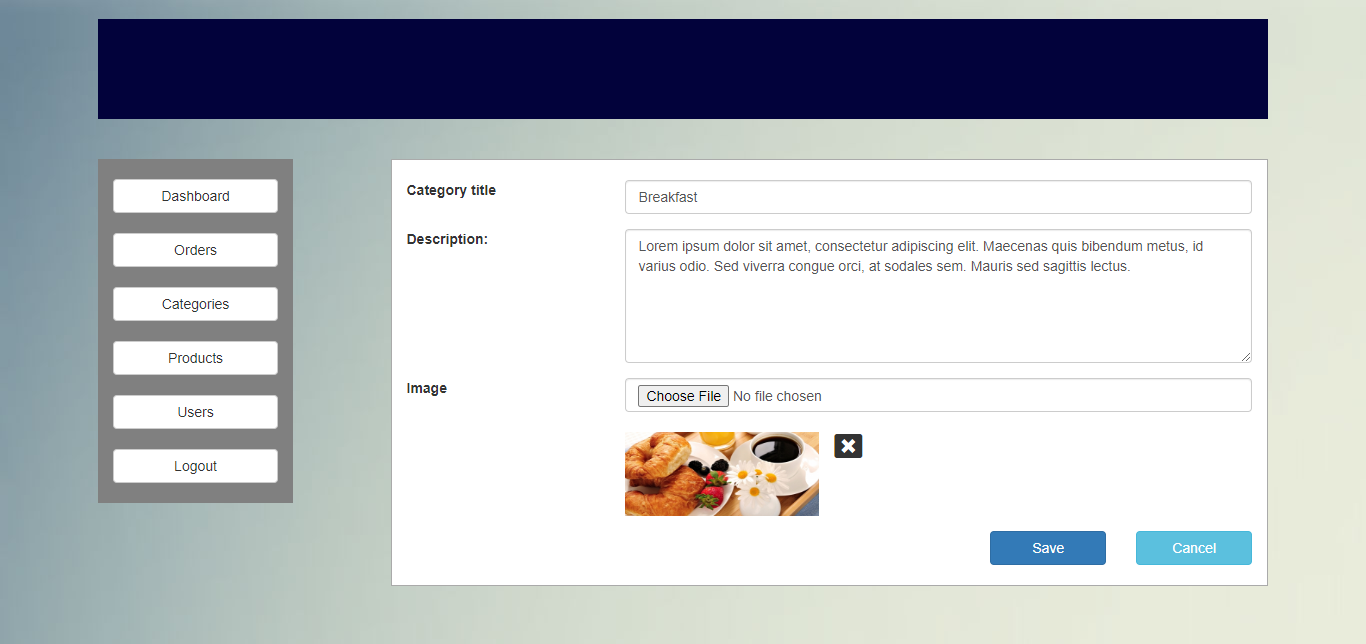 Dashboard
Orders
Categories
Products
Users
Logout
Category title
Breakfast
Description:
Lorem ipsum dolor sit amet, consectetur adipiscing elit. Maecenas quis bibendum metus, id
varius odio. Sed viverra congue orci, at sodales sem. Mauris sed sagittis lectus.
Image
Choose File No file chosen
Save
Cancel